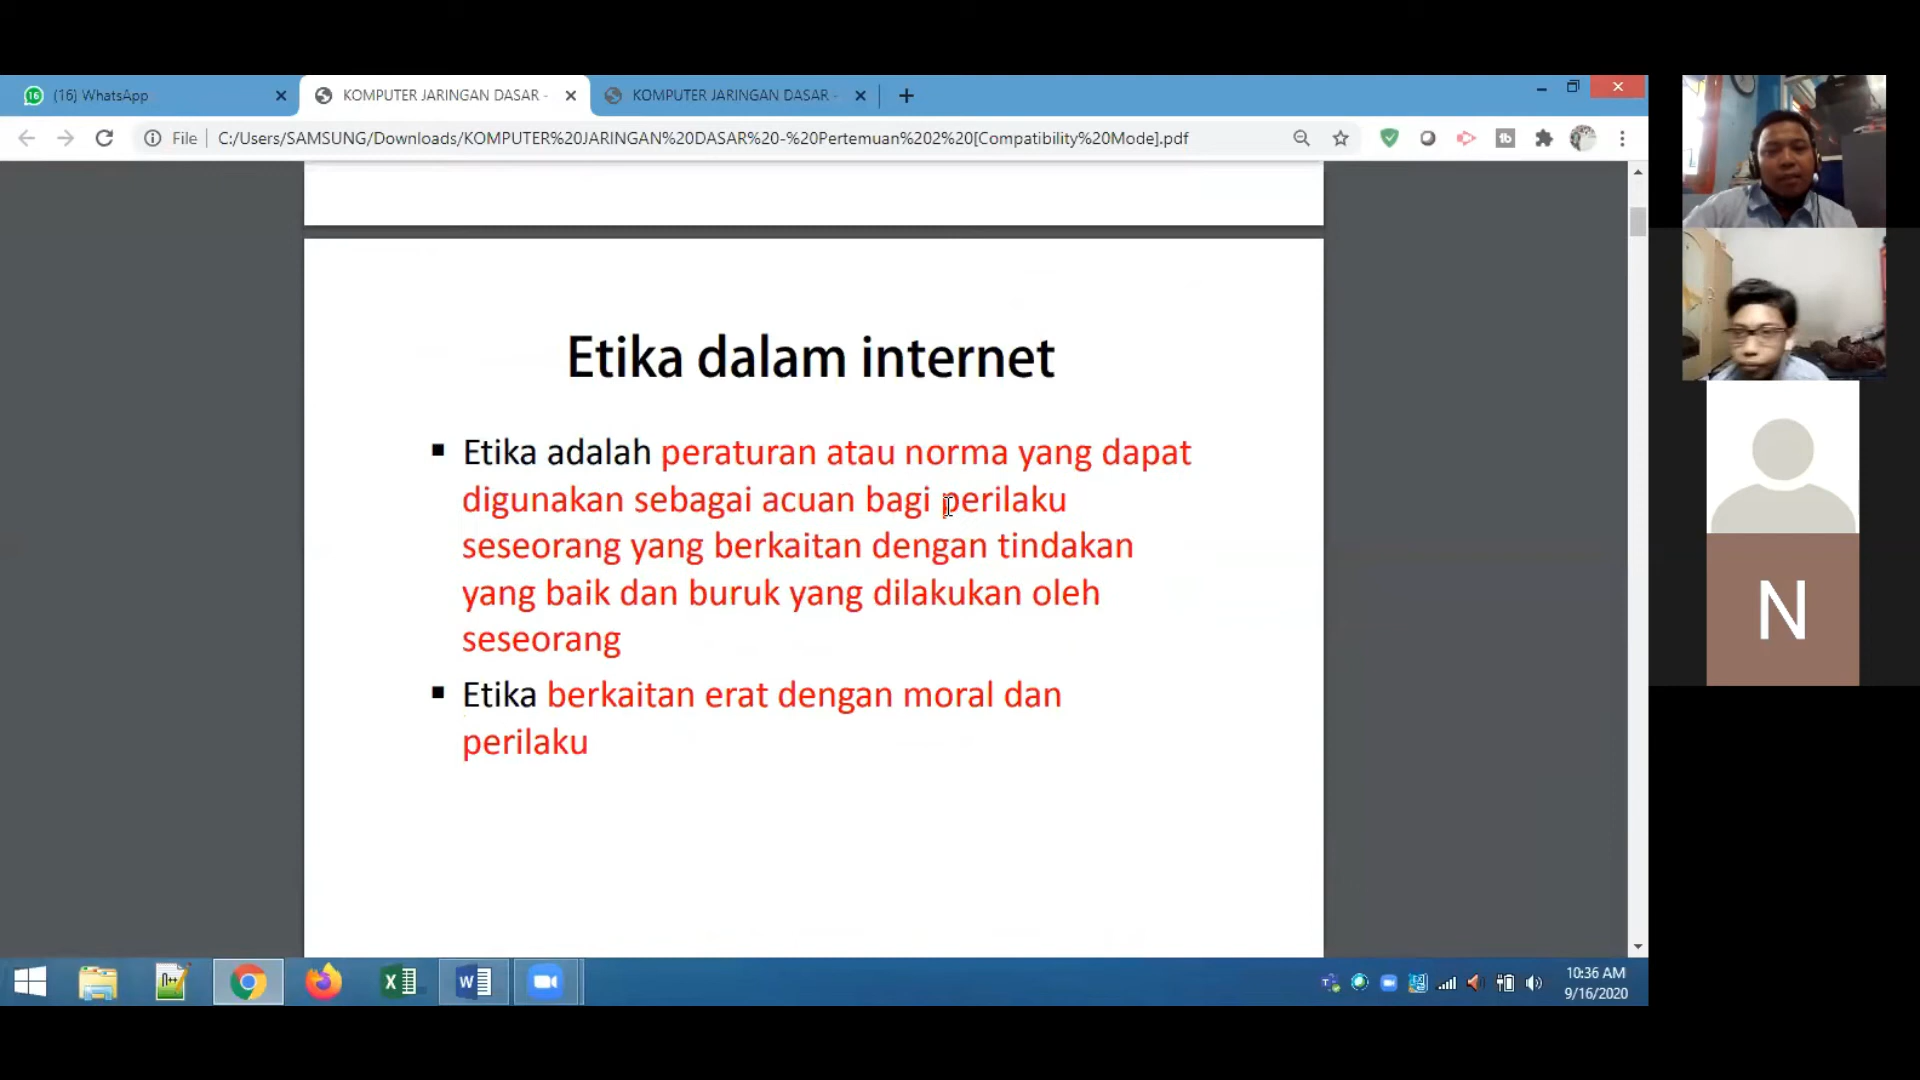 (16) WhatsApp
KOMPUTER JARINGAN DASAR -
KOMPUTER JARINGAN DASAR -
File
C:/Users/SAMSUNG/Downloads/KOMPUTER%20JARINGAN%20DASAR%20-%20Pertemuan%202%20[Compatibility%20Mode].pdf
Etika dalam internet
Etika adalah peraturan atau norma yang dapat
digunakan sebagai acuan bagi perilaku
seseorang yang berkaitan dengan tindakan
yang baik dan buruk yang dilakukan oleh
seseorang
Etika berkaitan erat dengan moral dan
perilaku
N
10:36 AM
9/16/2020